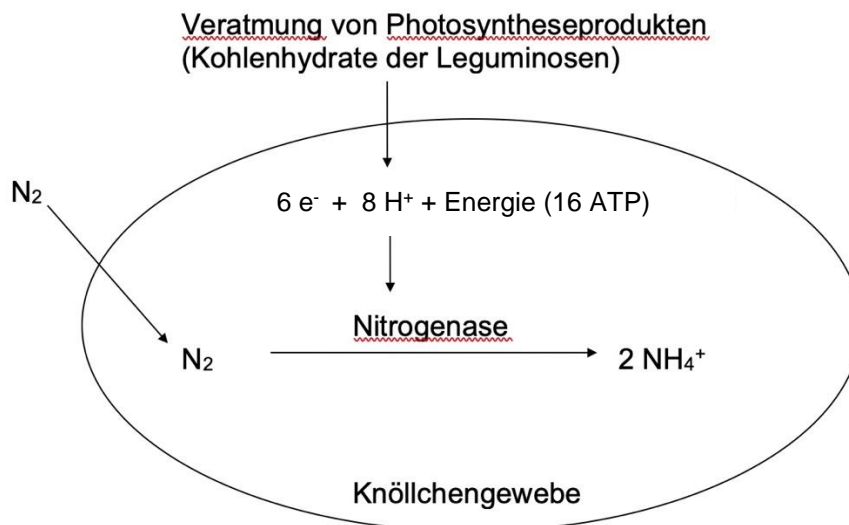 Veratmung von Photosyntheseprodukten
(Kohlenhydrate der Leguminosen)
N₂
6 e⁻ + 8 H⁺ + Energie (16 ATP)
Nitrogenase
N₂
2 NH₄⁺
Knöllchengewebe